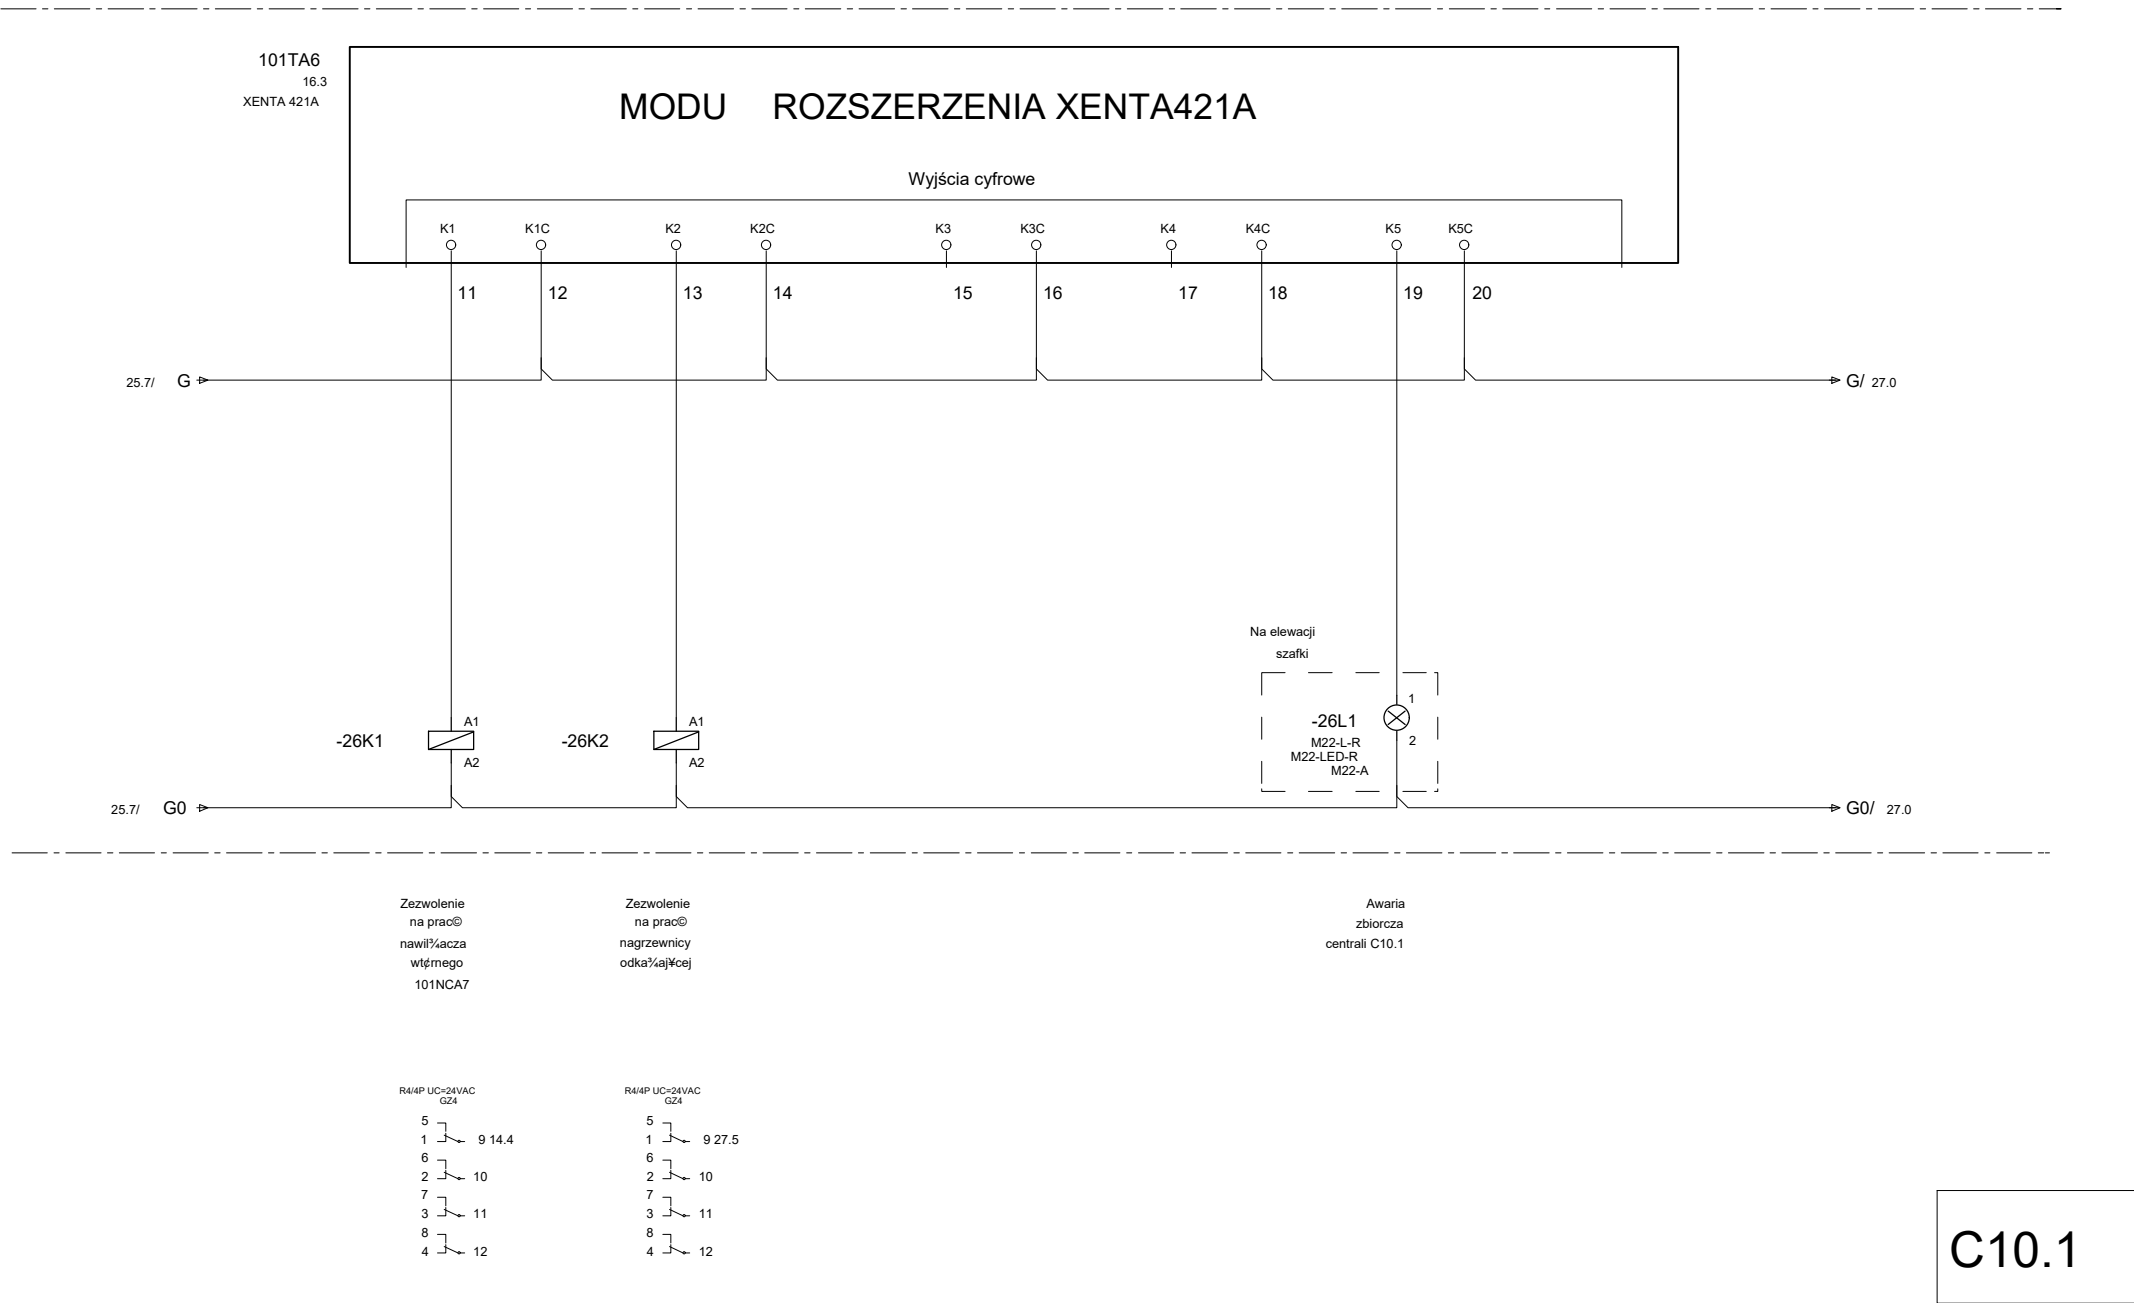 101TA6
16.3
XENTA 421A
MODU ROZSZERZENIA XENTA421A
Wyjścia cyfrowe
K1 K1C K2 K2C K3 K3C K4 K4C K5 K5C
11 12 13 14 15 16 17 18 19 20
25.7/ G G/ 27.0
Na elewacji
szafki
-26K1 A1 A2
-26K2 A1 A2
-26L1 1 2
M22-L-R
M22-LED-R
M22-A
25.7/ G0 G0/ 27.0
Zezwolenie
na prac©
nawil¾acza
wt¢rnego
101NCA7
Zezwolenie
na prac©
nagrzewnicy
odka¾aj¥cej
Awaria
zbiorcza
centrali C10.1
R4/4P UC=24VAC
GZ4
5
1 9 14.4
6
2 10
7
3 11
8
4 12
R4/4P UC=24VAC
GZ4
5
1 9 27.5
6
2 10
7
3 11
8
4 12
C10.1